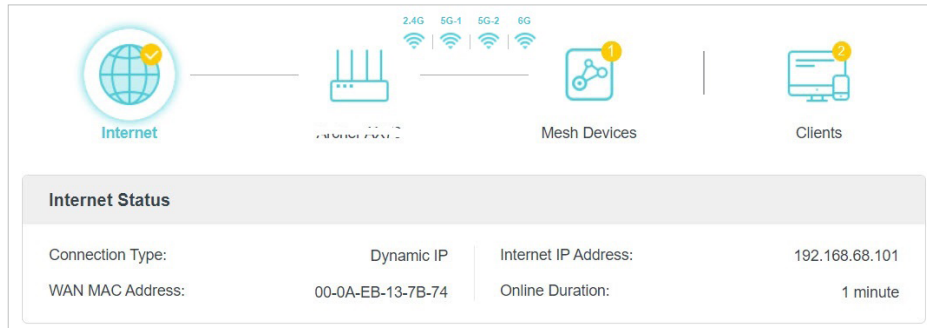 2.4G 5G-1 5G-2 6G
1
2
Internet
Mesh Devices
Clients
Internet Status
Connection Type: Dynamic IP
Internet IP Address: 192.168.68.101
WAN MAC Address: 00-0A-EB-13-7B-74
Online Duration: 1 minute